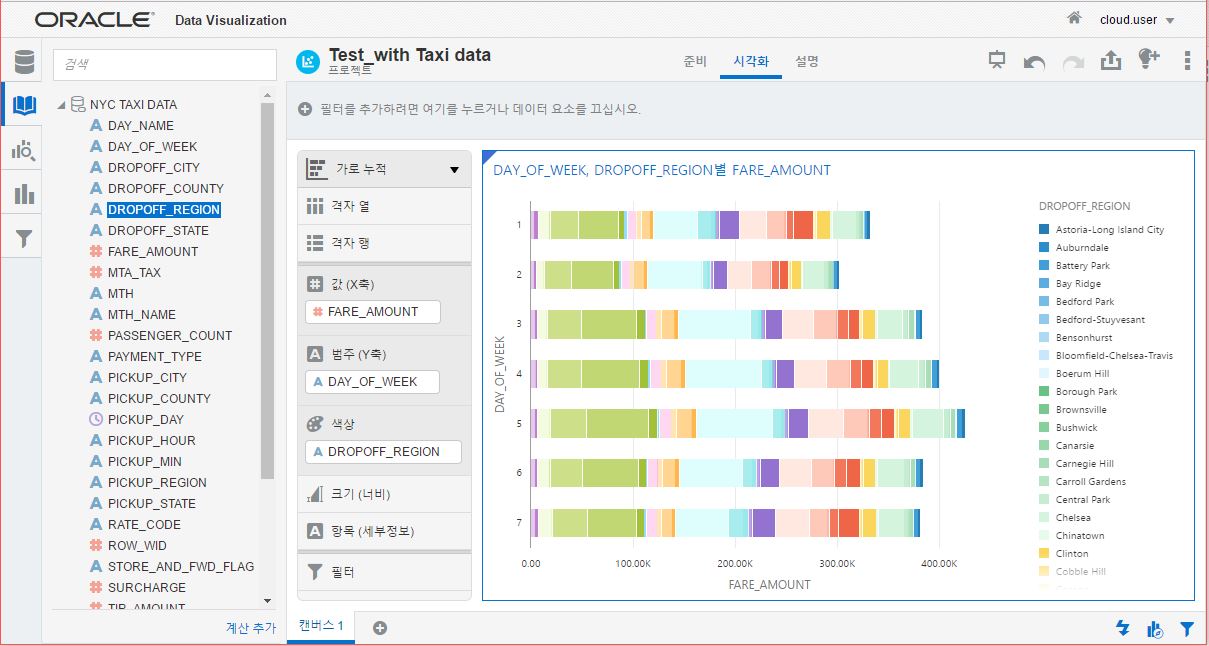 ORACLE Data Visualization
cloud.user
검색
Test_with Taxi data
프로젝트
준비
시각화
설명
NYC TAXI DATA
DAY_NAME
DAY_OF_WEEK
DROPOFF_CITY
DROPOFF_COUNTY
DROPOFF_REGION
DROPOFF_STATE
FARE_AMOUNT
MTA_TAX
MTH
MTH_NAME
PASSENGER_COUNT
PAYMENT_TYPE
PICKUP_CITY
PICKUP_COUNTY
PICKUP_DAY
PICKUP_HOUR
PICKUP_MIN
PICKUP_REGION
PICKUP_STATE
RATE_CODE
ROW_WID
STORE_AND_FWD_FLAG
SURCHARGE
TIP_AMOUNT
계산 추가
필터를 추가하려면 여기를 누르거나 데이터 요소를 끄십시오.
가로 누적
격자 열
격자 행
값 (X축)
# FARE_AMOUNT
A 범주 (Y축)
A DAY_OF_WEEK
색상
A DROPOFF_REGION
크기 (너비)
A 항목 (세부정보)
필터
DAY_OF_WEEK, DROPOFF_REGION별 FARE_AMOUNT
DAY_OF_WEEK
1
2
3
4
5
6
7
0.00
100.00K
200.00K
300.00K
400.00K
FARE_AMOUNT
DROPOFF_REGION
Astoria-Long Island City
Auburndale
Battery Park
Bay Ridge
Bedford Park
Bedford-Stuyvesant
Bensonhurst
Bloomfield-Chelsea-Travis
Boerum Hill
Borough Park
Brownsville
Bushwick
Canarsie
Carnegie Hill
Carroll Gardens
Central Park
Chelsea
Chinatown
Clinton
Cobble Hill
캔버스 1